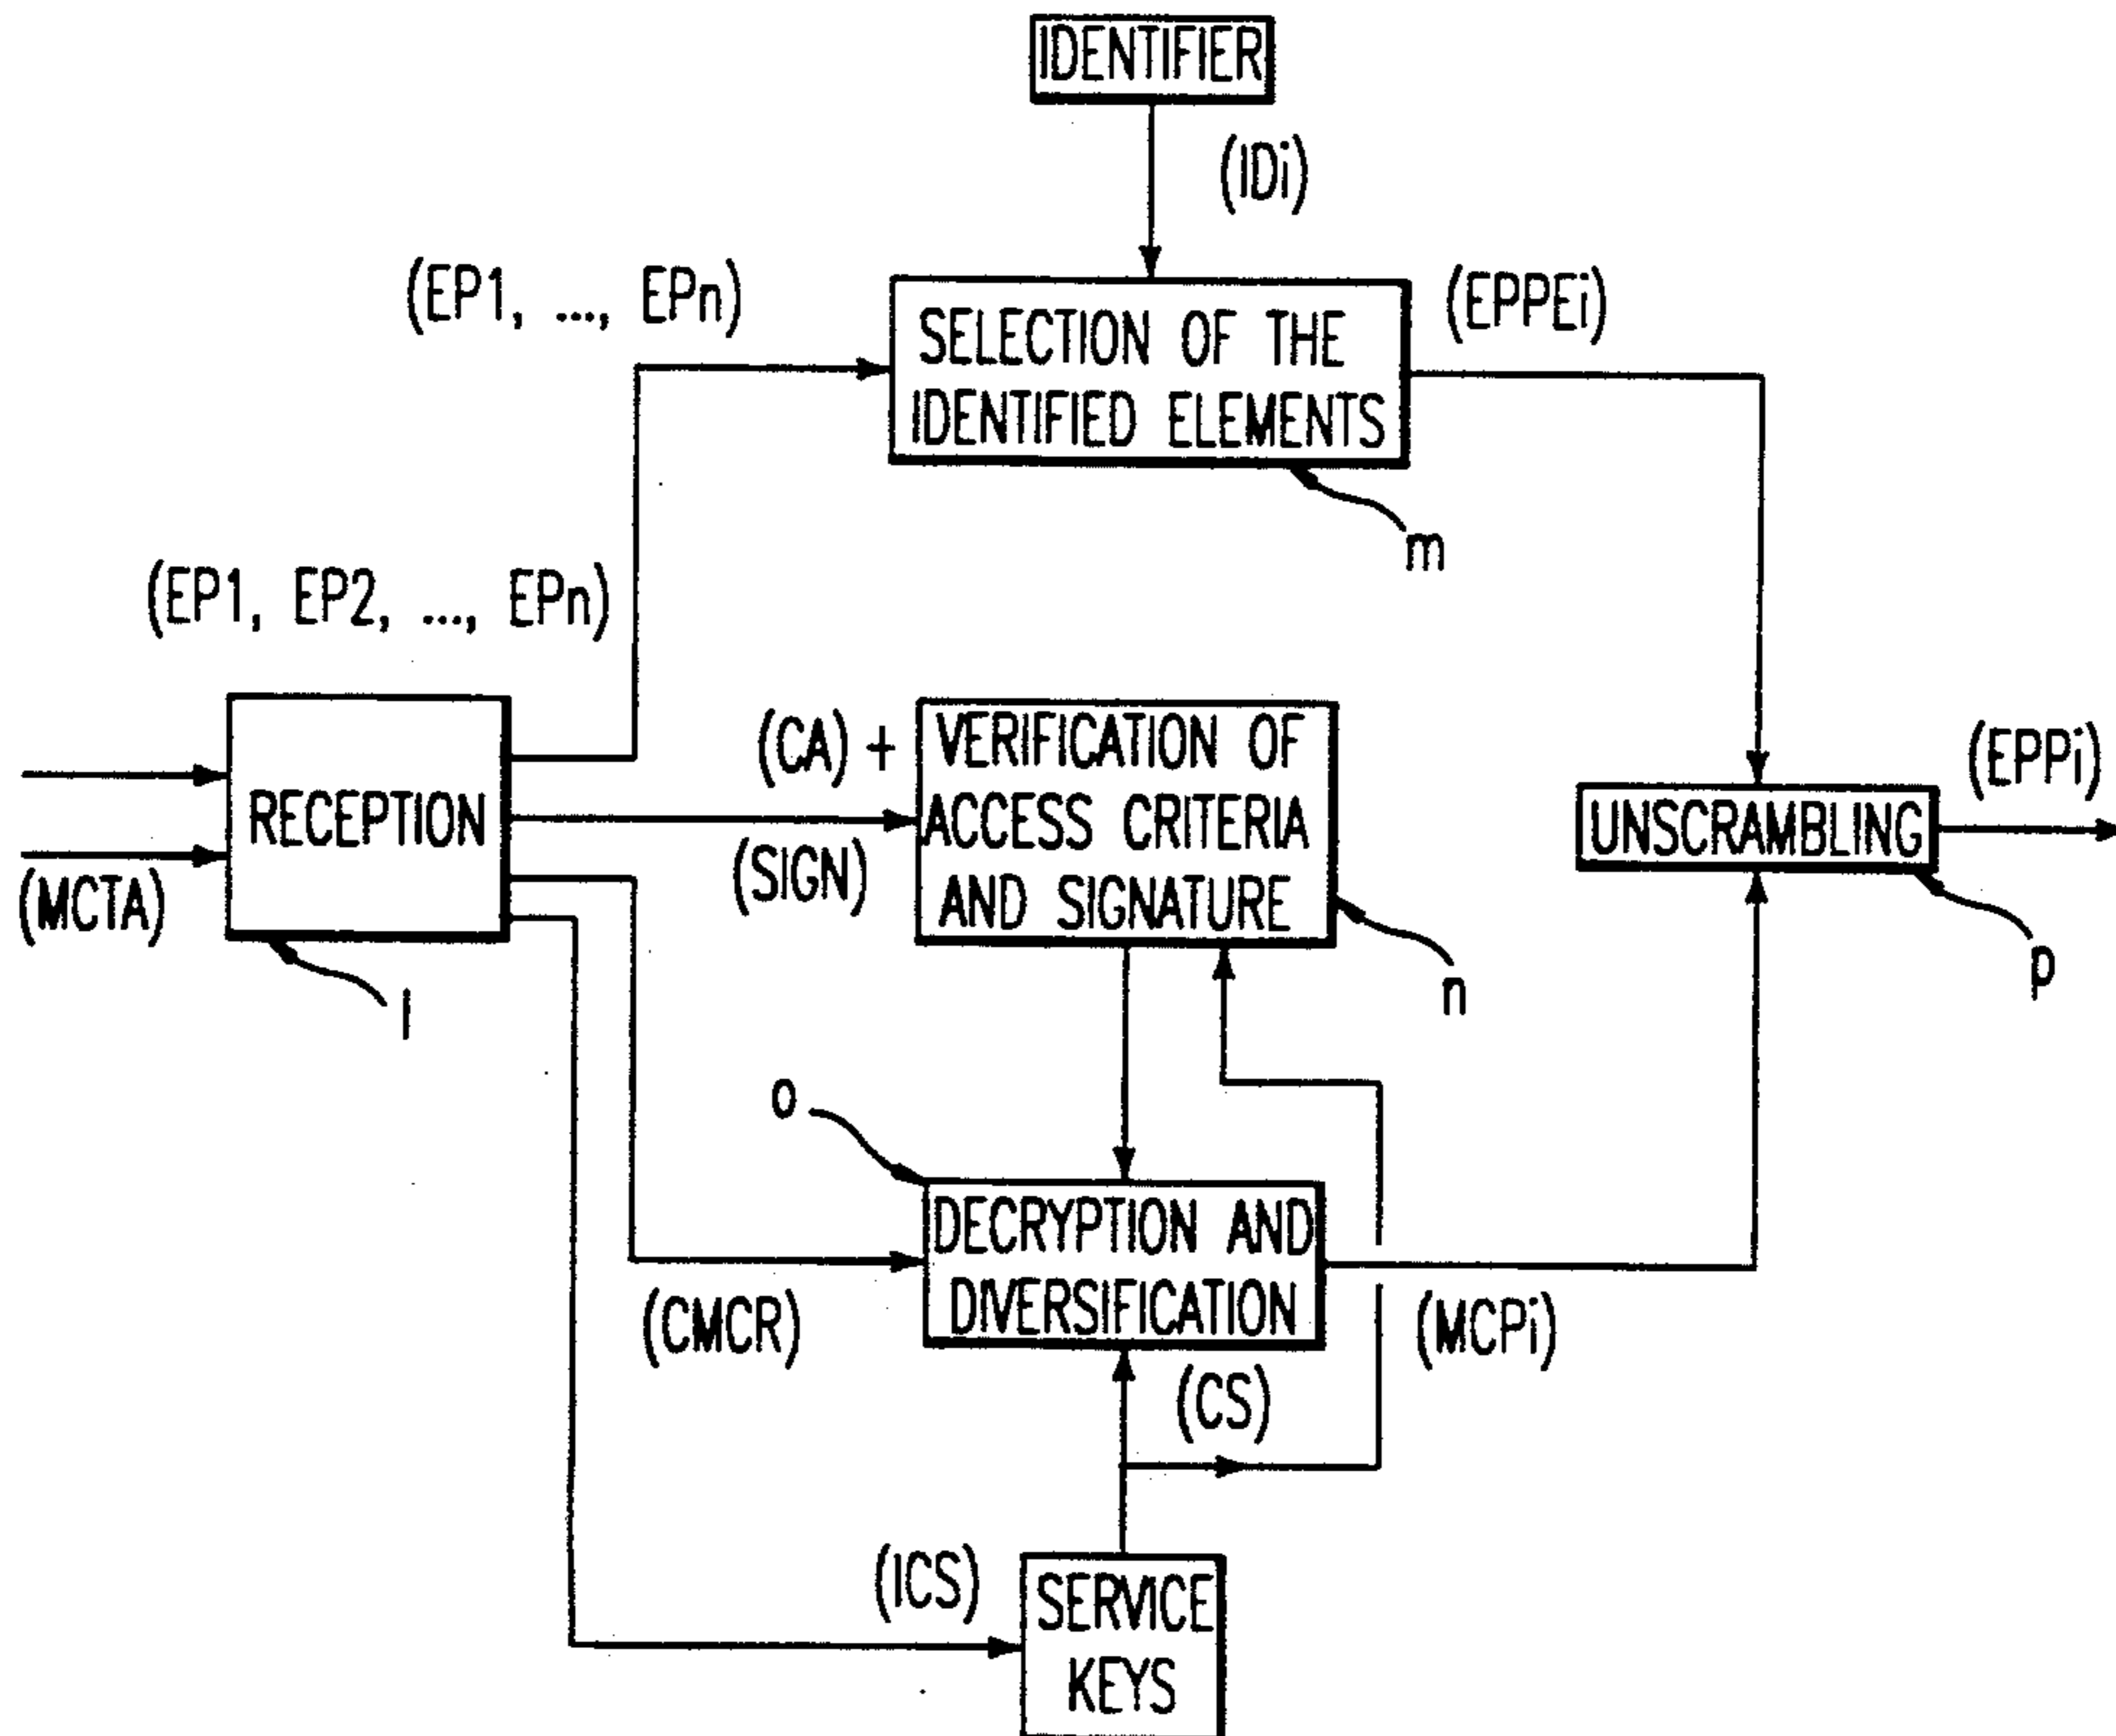 IDENTIFIER
(IDi)
(EP1, ..., EPn)
SELECTION OF THE
IDENTIFIED ELEMENTS
(EPPEi)
m
(EP1, EP2, ..., EPn)
(MCTA)
RECEPTION
l
(CA) +
(SIGN)
VERIFICATION OF
ACCESS CRITERIA
AND SIGNATURE
n
UNSCRAMBLING
(EPPi)
p
o
DECRYPTION AND
DIVERSIFICATION
(CMCR)
(MCPi)
(CS)
(ICS)
SERVICE
KEYS